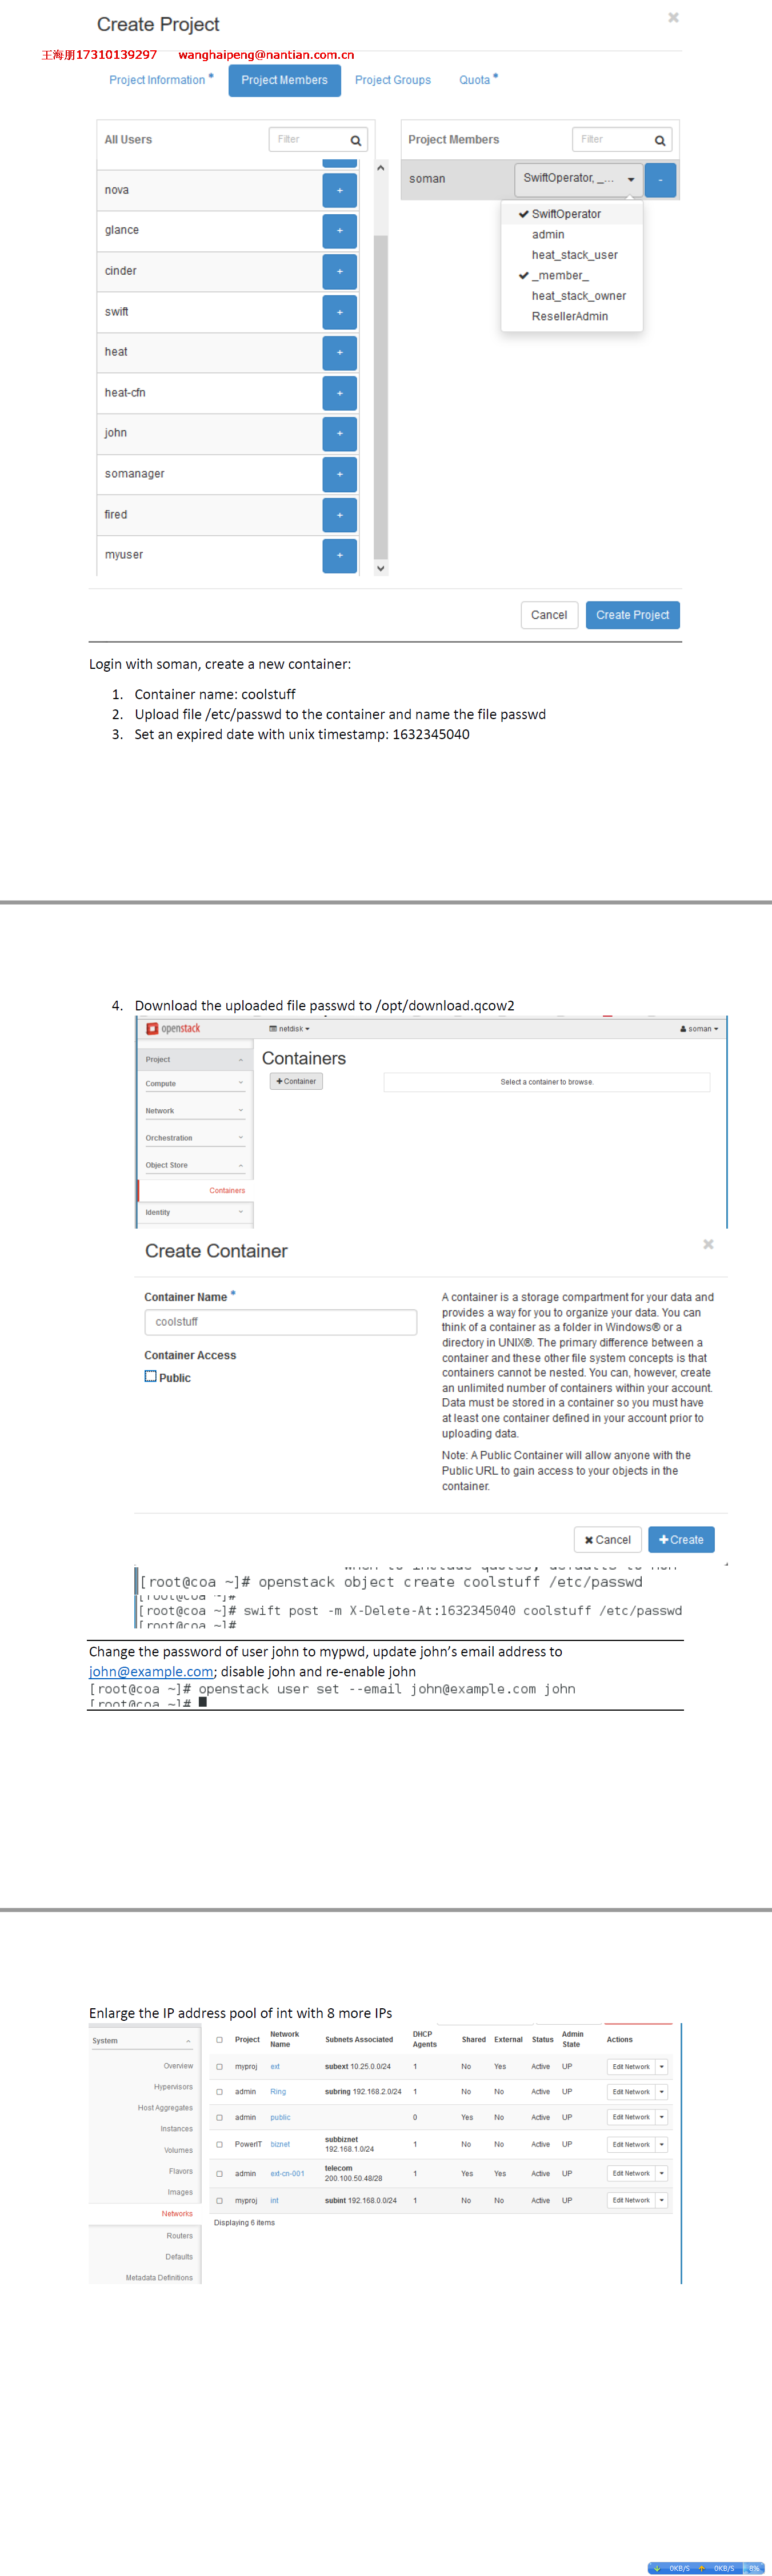 Create Project
王海朋17310139297 wanghaipeng@nantian.com.cn
Project Information * Project Members Project Groups Quota *
All Users Filter Project Members Filter
soman SwiftOperator, _... -
nova +
SwiftOperator
glance +
admin
heat_stack_user
cinder +
_member_
heat_stack_owner
swift +
ResellerAdmin
heat +
heat-cfn +
john +
somanager +
fired +
myuser +
Cancel Create Project
Login with soman, create a new container:
1. Container name: coolstuff
2. Upload file /etc/passwd to the container and name the file passwd
3. Set an expired date with unix timestamp: 1632345040
4. Download the uploaded file passwd to /opt/download.qcow2
openstack netdisk soman
Project Containers
Compute + Container Select a container to browse.
Network
Orchestration
Object Store
Containers
Identity
Create Container
Container Name * A container is a storage compartment for your data and
coolstuff provides a way for you to organize your data. You can
think of a container as a folder in Windows® or a
directory in UNIX®. The primary difference between a
Container Access container and these other file system concepts is that
Public containers cannot be nested. You can, however, create
an unlimited number of containers within your account.
Data must be stored in a container so you must have
at least one container defined in your account prior to
uploading data.
Note: A Public Container will allow anyone with the
Public URL to gain access to your objects in the
container.
Cancel + Create
[root@coa ~]# openstack object create coolstuff /etc/passwd
[root@coa ~]#
[root@coa ~]# swift post -m X-Delete-At:1632345040 coolstuff /etc/passwd
[root@coa ~]#
Change the password of user john to mypwd, update john’s email address to
john@example.com; disable john and re-enable john
[root@coa ~]# openstack user set --email john@example.com john
[root@coa ~]#
Enlarge the IP address pool of int with 8 more IPs
System Project Network Name Subnets Associated DHCP Agents Shared External Status Admin State Actions
Overview myproj ext subext 10.25.0.0/24 1 No Yes Active UP Edit Network
Hypervisors
Host Aggregates admin Ring subring 192.168.2.0/24 1 No No Active UP Edit Network
Instances admin public 0 Yes No Active UP Edit Network
Volumes PowerIT biznet subbiznet 192.168.1.0/24 1 No No Active UP Edit Network
Flavors admin ext-cn-001 telecom 200.100.50.48/28 1 Yes Yes Active UP Edit Network
Images myproj int subint 192.168.0.0/24 1 No No Active UP Edit Network
Networks
Displaying 6 items
Routers
Defaults
Metadata Definitions
0KB/S 0KB/S 8%